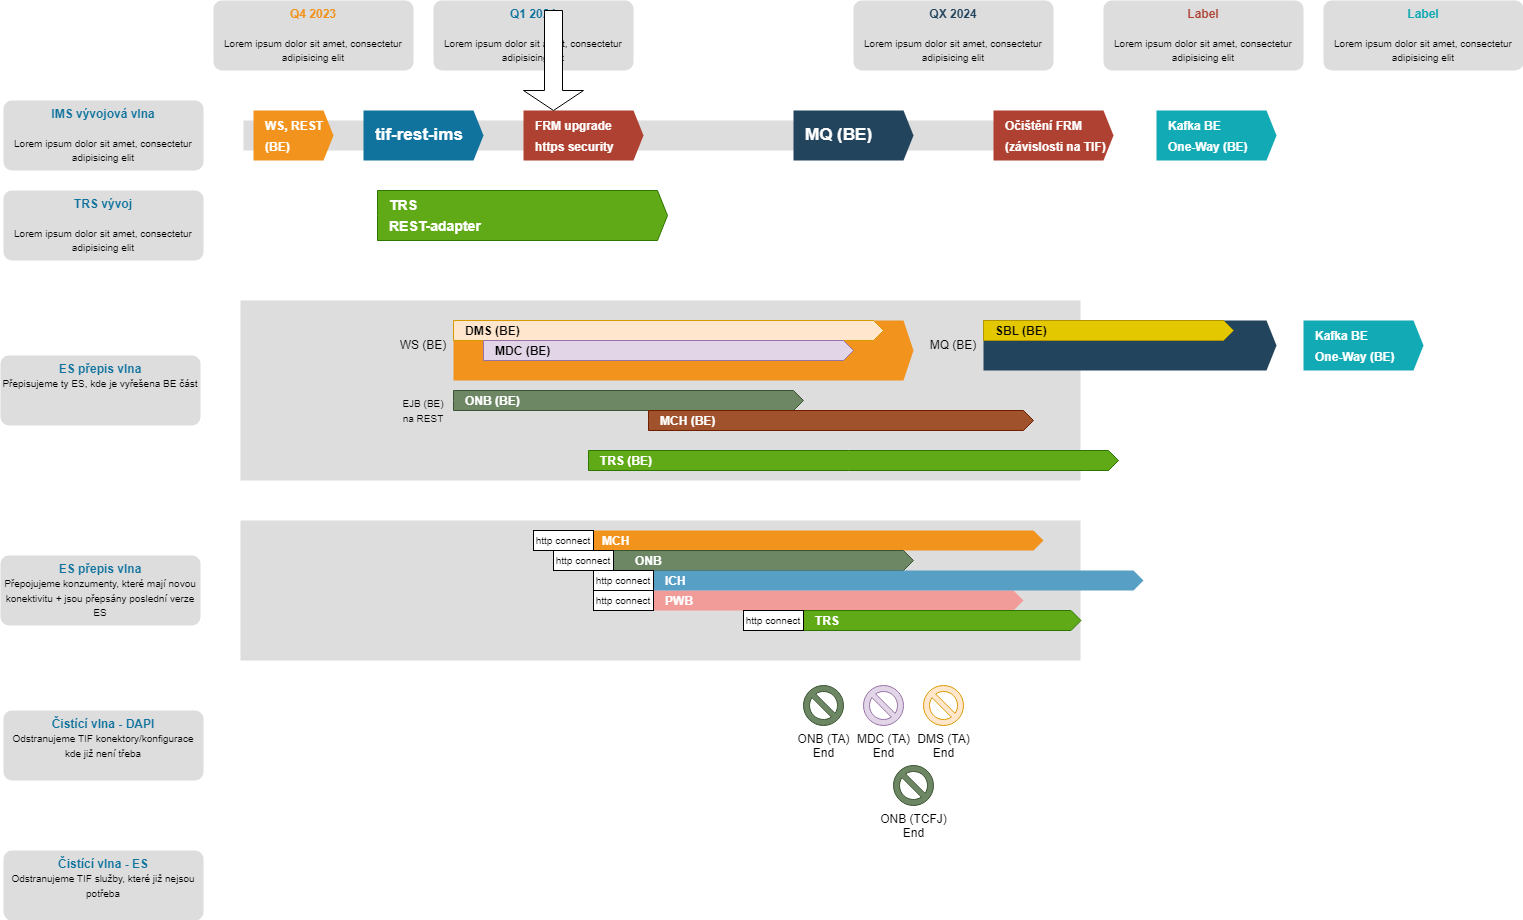 Q4 2023
Lorem ipsum dolor sit amet, consectetur
adipisicing elit
Q1 20
Lorem ipsum dolor sit consectetur
adipisicing
QX 2024
Lorem ipsum dolor sit amet, consectetur
adipisicing elit
Label
Lorem ipsum dolor sit amet, consectetur
adipisicing elit
Label
Lorem ipsum dolor sit amet, consectetur
adipisicing elit
IMS vývojová vlna
Lorem ipsum dolor sit amet, consectetur
adipisicing elit
WS, REST
(BE)
tif-rest-ims
FRM upgrade
https security
MQ (BE)
Očištění FRM
(závislosti na TIF)
Kafka BE
One-Way (BE)
TRS vývoj
Lorem ipsum dolor sit amet, consectetur
adipisicing elit
TRS
REST-adapter
ES přepis vlna
Přepisujeme ty ES, kde je vyřešena BE část
WS (BE)
DMS (BE)
MDC (BE)
MQ (BE)
SBL (BE)
Kafka BE
One-Way (BE)
EJB (BE)
na REST
ONB (BE)
MCH (BE)
TRS (BE)
ES přepis vlna
Přepojujeme konzumenty, které mají novou
konektivitu + jsou přepsány poslední verze
ES
http connect MCH
http connect ONB
http connect ICH
http connect PWB
http connect TRS
Čistící vlna - DAPI
Odstranujeme TIF konektory/konfigurace
kde již není třeba
ONB (TA)
End
MDC (TA)
End
DMS (TA)
End
ONB (TCFJ)
End
Čistící vlna - ES
Odstranujeme TIF služby, které již nejsou
potřeba